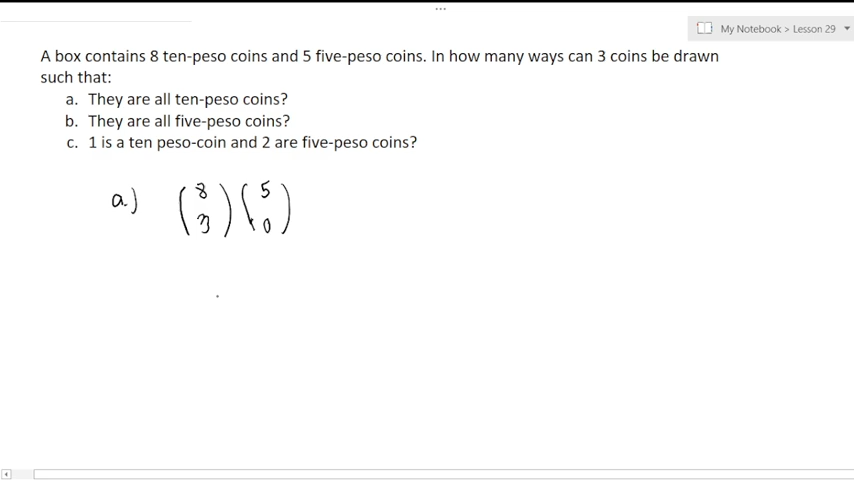 My Notebook > Lesson 29
A box contains 8 ten-peso coins and 5 five-peso coins. In how many ways can 3 coins be drawn
such that:
a. They are all ten-peso coins?
b. They are all five-peso coins?
c. 1 is a ten peso-coin and 2 are five-peso coins?
a.) (8 3) (5 0)